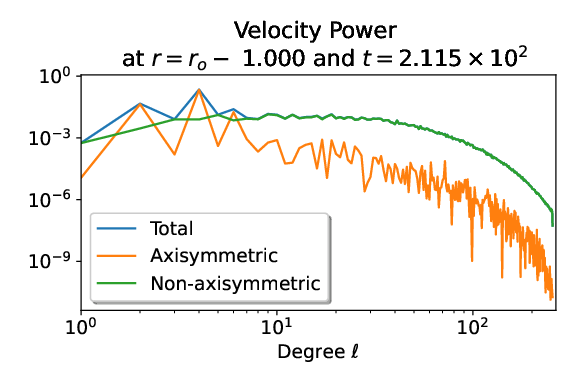 Velocity Power
at r = r_o − 1.000 and t = 2.115 × 10^2
10^0
10^−3
10^−6
10^−9
Total
Axisymmetric
Non-axisymmetric
10^0 10^1 10^2
Degree ℓ